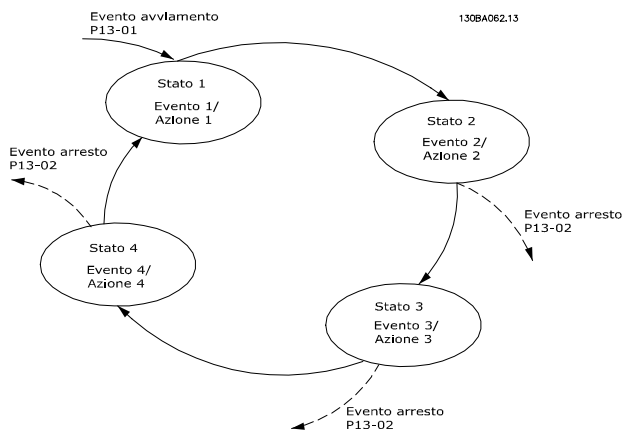 Evento avvlamento
P13-01
130BA062.13
Stato 1
Evento 1/
Azione 1
Stato 2
Evento 2/
Azione 2
Evento arresto
P13-02
Evento arresto
P13-02
Stato 4
Evento 4/
Azione 4
Stato 3
Evento 3/
Azione 3
Evento arresto
P13-02